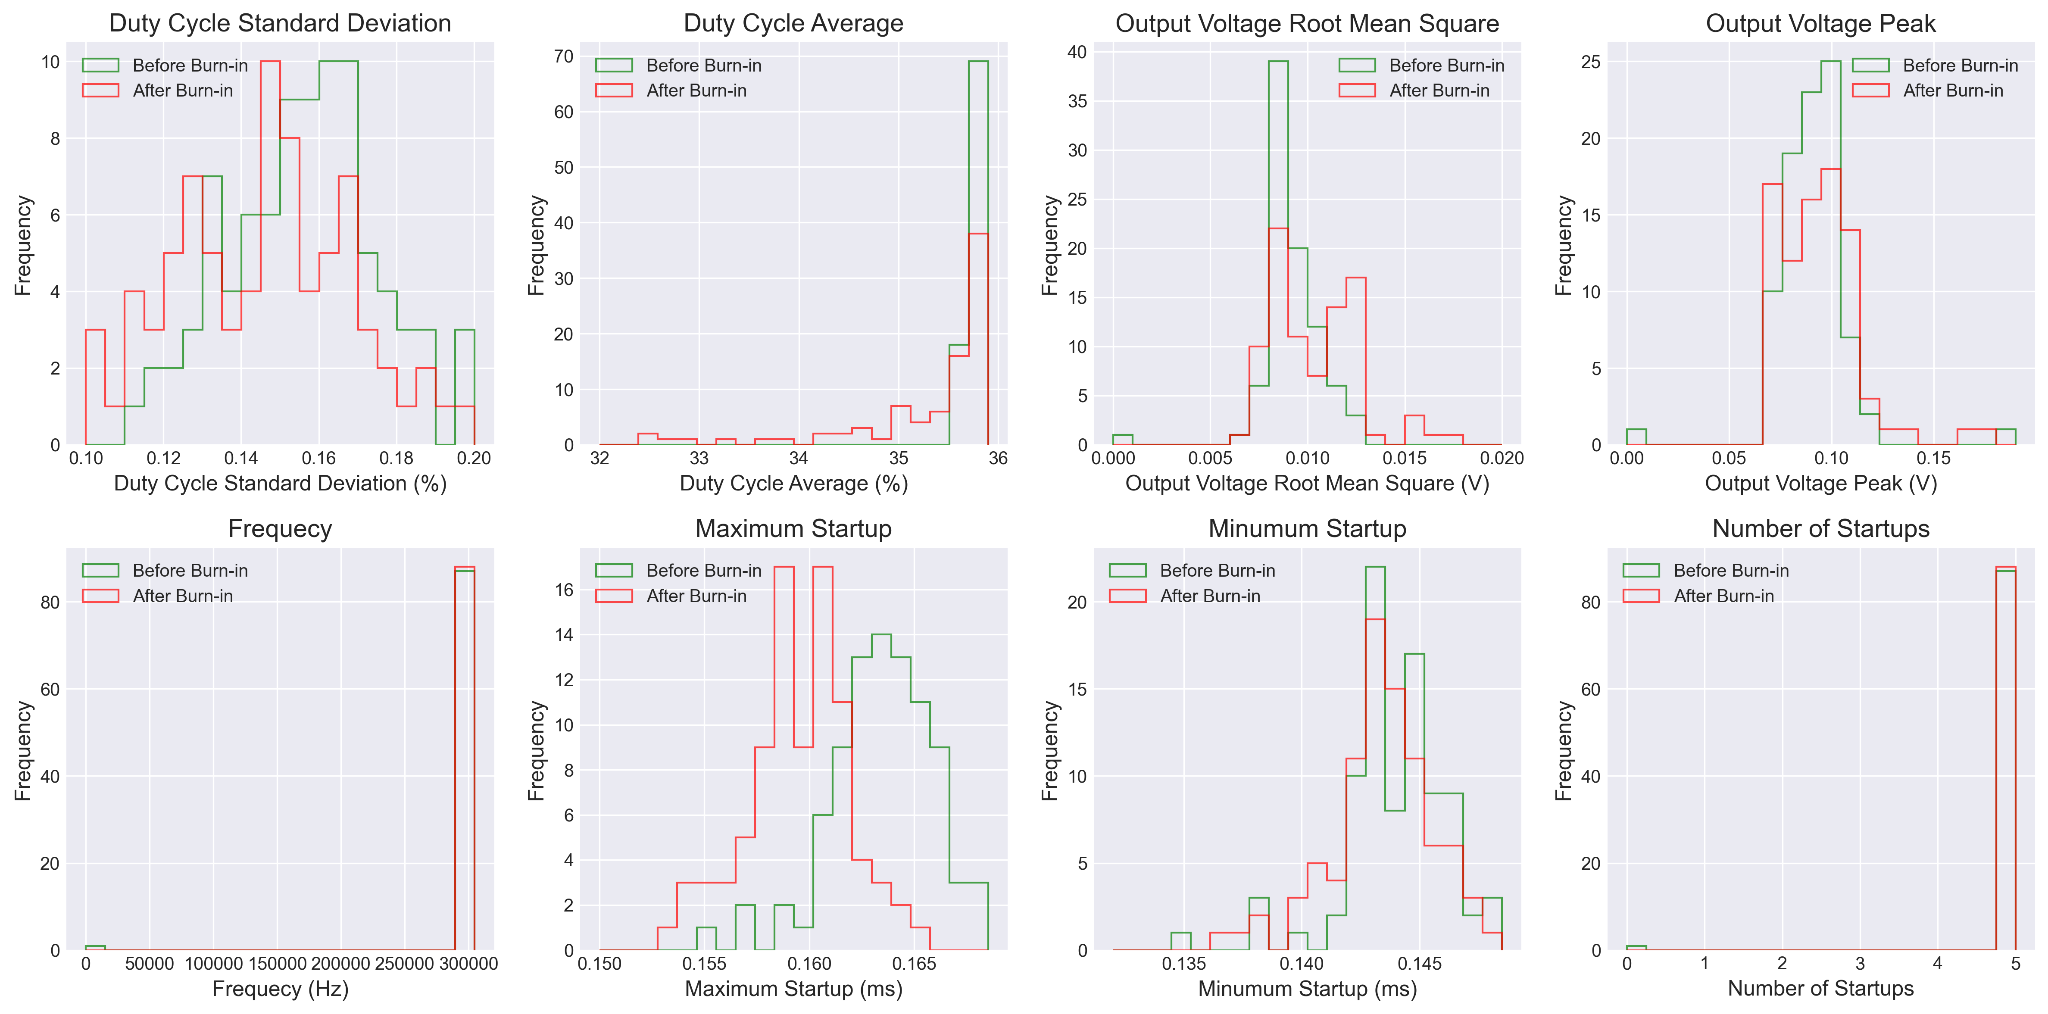 Duty Cycle Standard Deviation
Frequency
10
8
6
4
2
0
Before Burn-in
After Burn-in
0.10 0.12 0.14 0.16 0.18 0.20
Duty Cycle Standard Deviation (%)
Duty Cycle Average
Frequency
70
60
50
40
30
20
10
0
Before Burn-in
After Burn-in
32 33 34 35 36
Duty Cycle Average (%)
Output Voltage Root Mean Square
Frequency
40
35
30
25
20
15
10
5
0
Before Burn-in
After Burn-in
0.000 0.005 0.010 0.015 0.020
Output Voltage Root Mean Square (V)
Output Voltage Peak
Frequency
25
20
15
10
5
0
Before Burn-in
After Burn-in
0.00 0.05 0.10 0.15
Output Voltage Peak (V)
Frequecy
Frequency
80
60
40
20
0
Before Burn-in
After Burn-in
0 50000 100000 150000 200000 250000 300000
Frequecy (Hz)
Maximum Startup
Frequency
16
14
12
10
8
6
4
2
0
Before Burn-in
After Burn-in
0.150 0.155 0.160 0.165
Maximum Startup (ms)
Minumum Startup
Frequency
20
15
10
5
0
Before Burn-in
After Burn-in
0.135 0.140 0.145
Minumum Startup (ms)
Number of Startups
Frequency
80
60
40
20
0
Before Burn-in
After Burn-in
0 1 2 3 4 5
Number of Startups